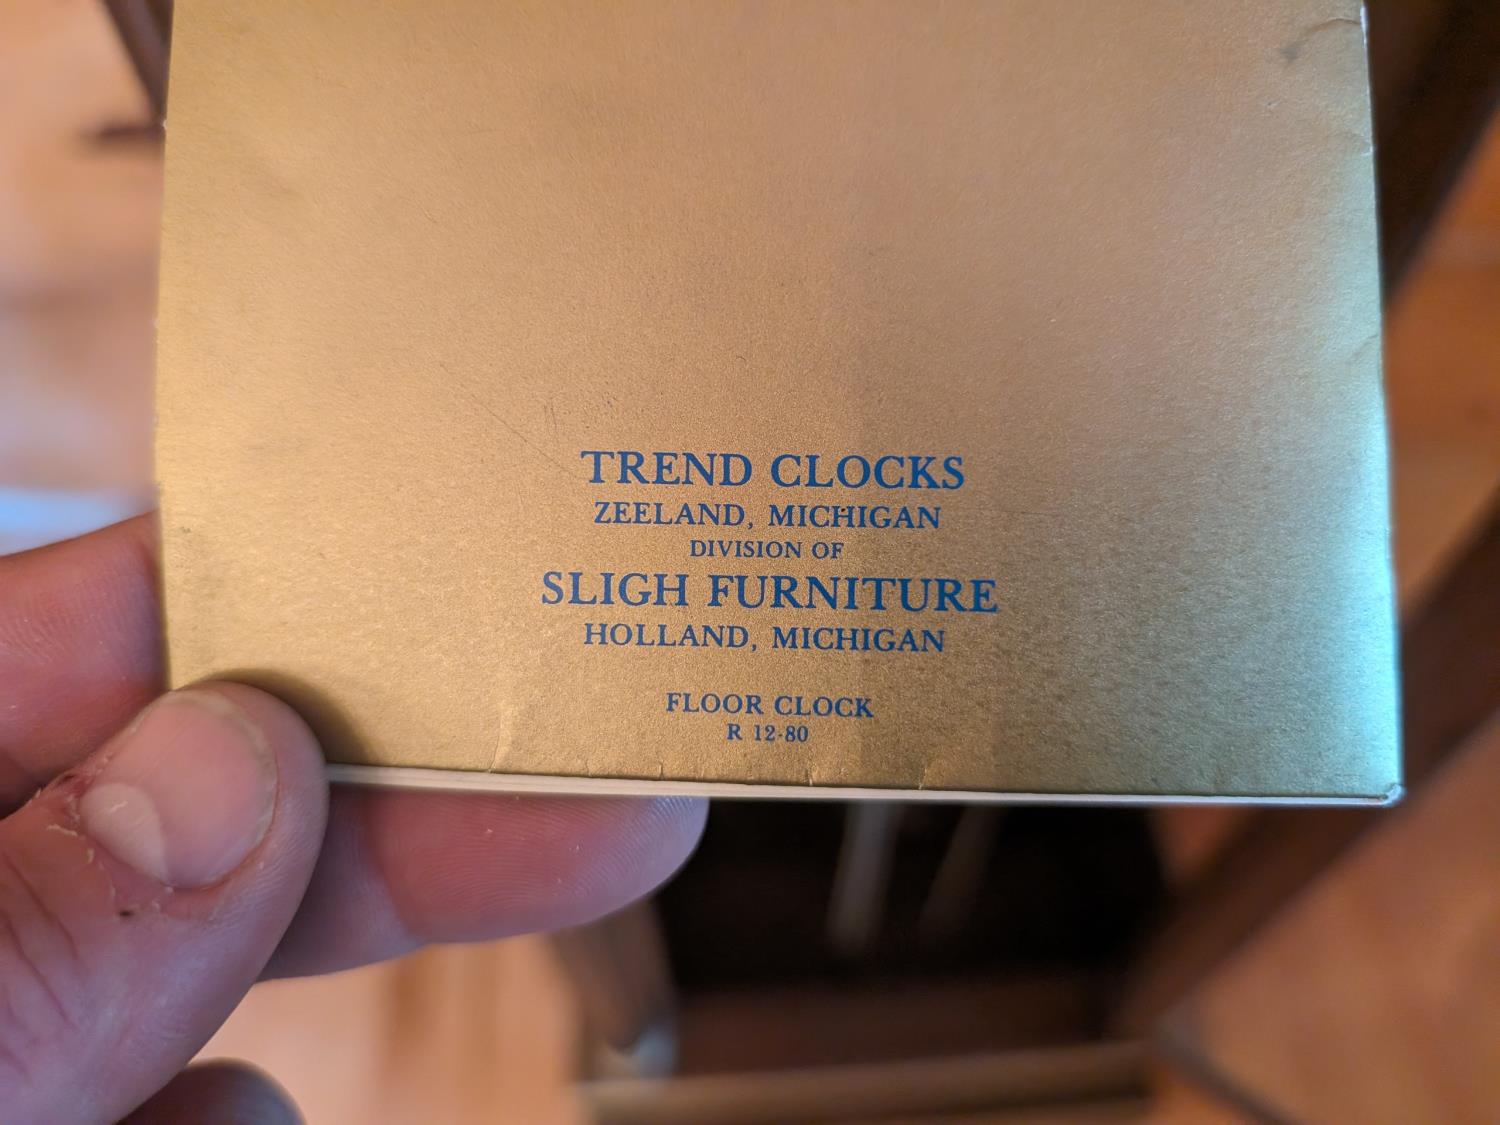 TREND CLOCKS
ZEELAND, MICHIGAN
DIVISION OF
SLIGH FURNITURE
HOLLAND, MICHIGAN
FLOOR CLOCK
R 12-80